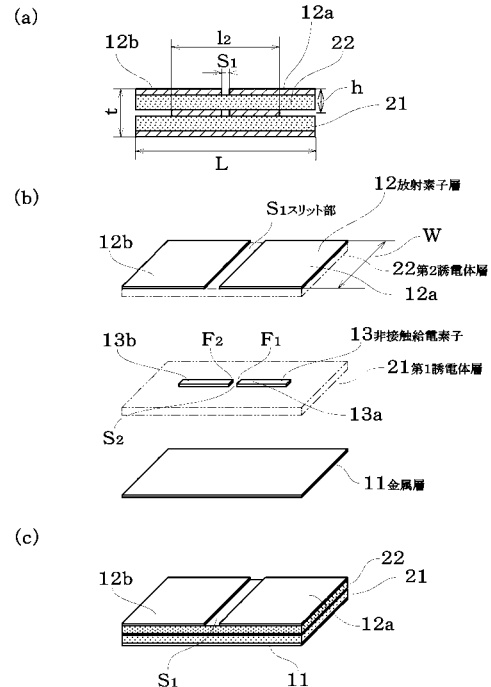 (a)
12b
l2
12a
S1
22
h
t
21
L
(b)
S1スリット部
12放射素子層
12b
W
22第2誘電体層
12a
13b
F2
F1
13非接触給電素子
21第1誘電体層
S2
13a
11金属層
(c)
12b
22
21
12a
S1
11